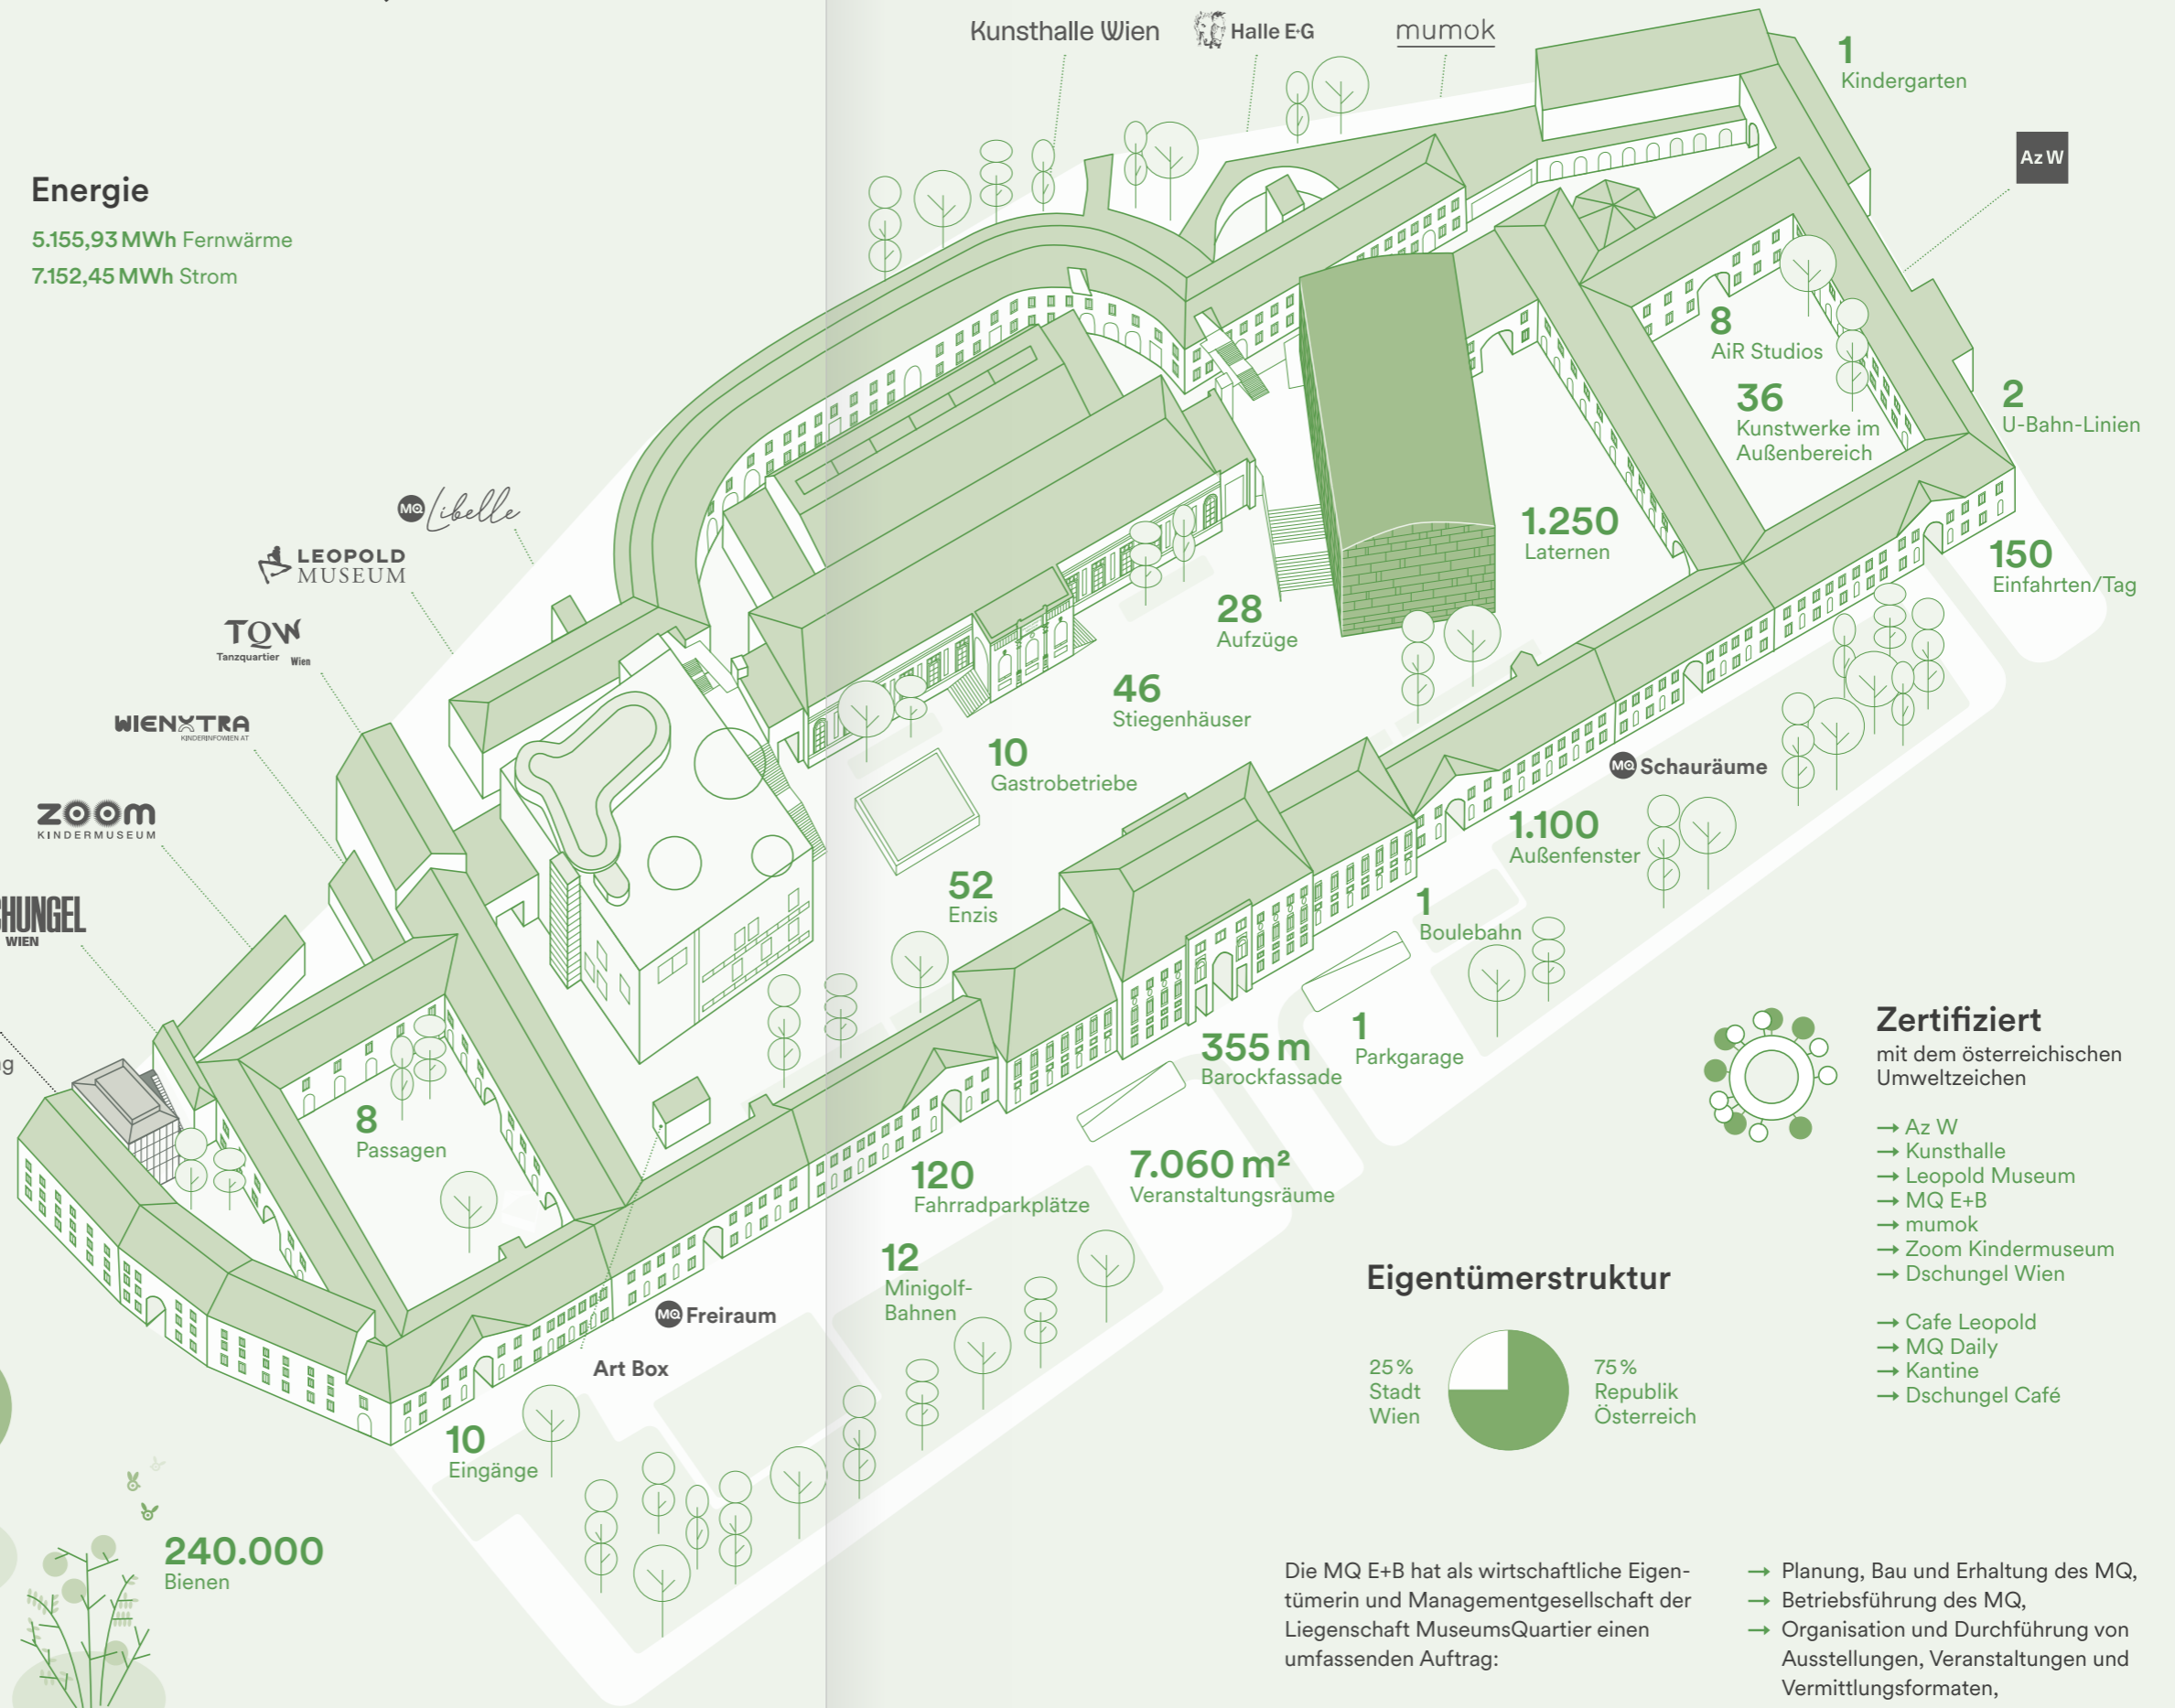 Kunsthalle Wien
Halle E+G
mumok
1
Kindergarten
Az W
Energie
5.155,93 MWh Fernwärme
7.152,45 MWh Strom
8
AiR Studios
36
Kunstwerke im
Außenbereich
2
U-Bahn-Linien
MQ Libelle
LEOPOLD
MUSEUM
TQW
Tanzquartier Wien
WIENXTRA
KINDERINFOWIEN.AT
ZOOM
KINDERMUSEUM
CHUNGEL
WIEN
g
1.250
Laternen
150
Einfahrten/Tag
28
Aufzüge
46
Stiegenhäuser
10
Gastrobetriebe
MQ Schauräume
1.100
Außenfenster
52
Enzis
1
Boulebahn
355 m
Barockfassade
1
Parkgarage
8
Passagen
120
Fahrradparkplätze
7.060 m²
Veranstaltungsräume
12
Minigolf-
Bahnen
MQ Freiraum
Art Box
10
Eingänge
240.000
Bienen
Zertifiziert
mit dem österreichischen
Umweltzeichen
→ Az W
→ Kunsthalle
→ Leopold Museum
→ MQ E+B
→ mumok
→ Zoom Kindermuseum
→ Dschungel Wien
→ Cafe Leopold
→ MQ Daily
→ Kantine
→ Dschungel Café
Eigentümerstruktur
25 %
Stadt
Wien
75 %
Republik
Österreich
Die MQ E+B hat als wirtschaftliche Eigen-
tümerin und Managementgesellschaft der
Liegenschaft MuseumsQuartier einen
umfassenden Auftrag:
→ Planung, Bau und Erhaltung des MQ,
→ Betriebsführung des MQ,
→ Organisation und Durchführung von
Ausstellungen, Veranstaltungen und
Vermittlungsformaten,